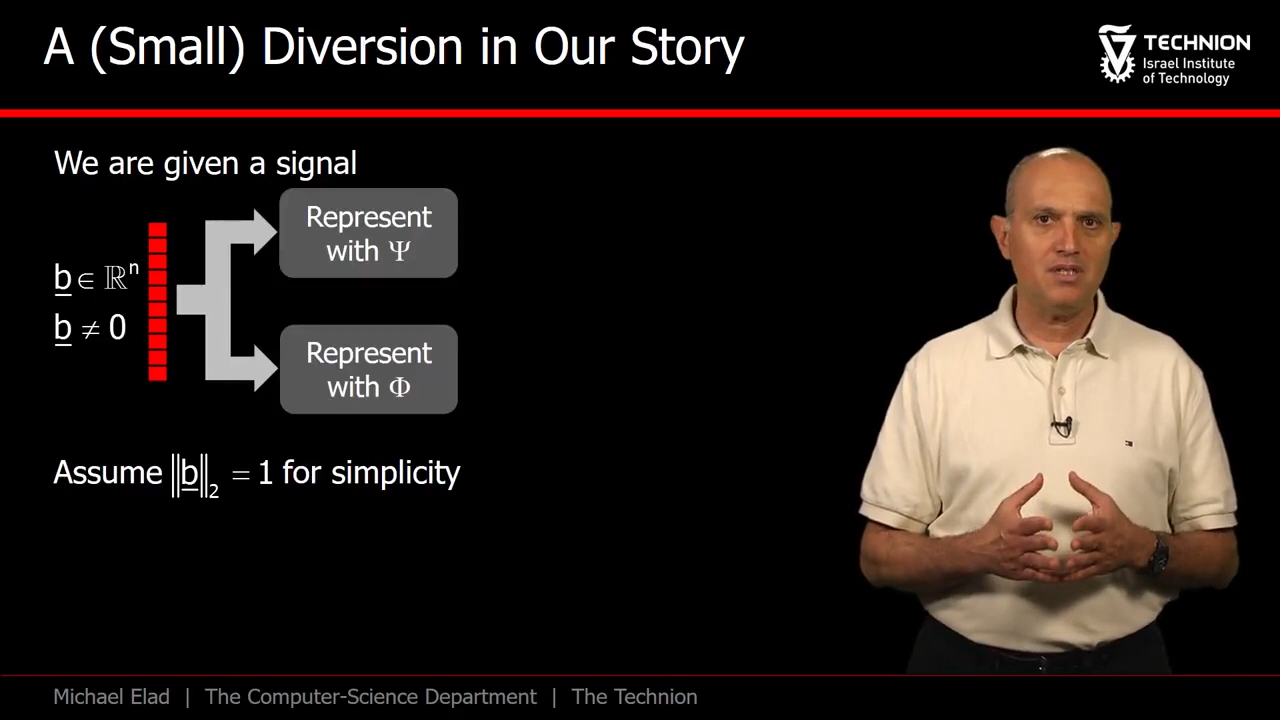 A (Small) Diversion in Our Story
TECHNION
Israel Institute
of Technology
We are given a signal
Represent
with Ψ
b ∈ ℝⁿ
b ≠ 0
Represent
with Φ
Assume ‖b‖₂ = 1 for simplicity
Michael Elad | The Computer-Science Department | The Technion